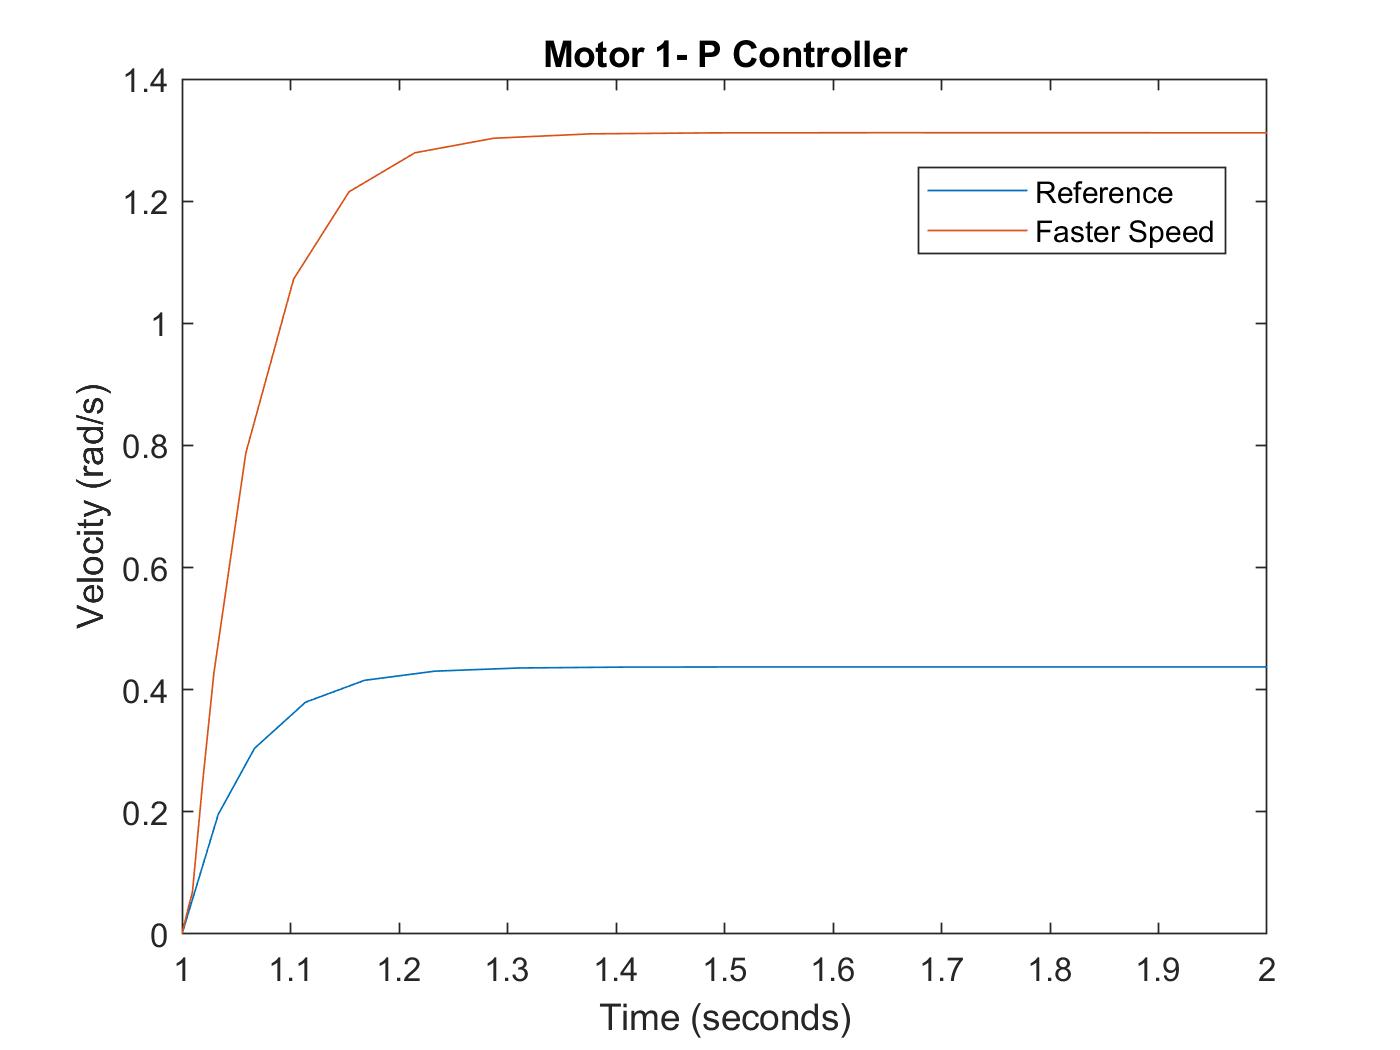 Motor 1- P Controller
1.4
1.2
1
0.8
0.6
0.4
0.2
0
Velocity (rad/s)
Reference
Faster Speed
1 1.1 1.2 1.3 1.4 1.5 1.6 1.7 1.8 1.9 2
Time (seconds)